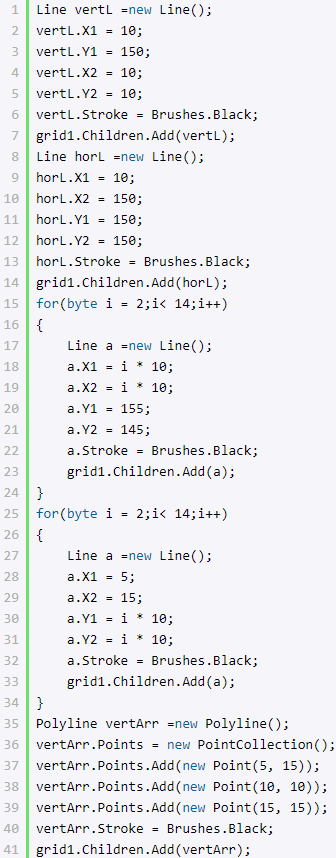 1 Line vertL =new Line();
2 vertL.X1 = 10;
3 vertL.Y1 = 150;
4 vertL.X2 = 10;
5 vertL.Y2 = 10;
6 vertL.Stroke = Brushes.Black;
7 grid1.Children.Add(vertL);
8 Line horL =new Line();
9 horL.X1 = 10;
10 horL.X2 = 150;
11 horL.Y1 = 150;
12 horL.Y2 = 150;
13 horL.Stroke = Brushes.Black;
14 grid1.Children.Add(horL);
15 for(byte i = 2;i< 14;i++)
16 {
17     Line a =new Line();
18     a.X1 = i * 10;
19     a.X2 = i * 10;
20     a.Y1 = 155;
21     a.Y2 = 145;
22     a.Stroke = Brushes.Black;
23     grid1.Children.Add(a);
24 }
25 for(byte i = 2;i< 14;i++)
26 {
27     Line a =new Line();
28     a.X1 = 5;
29     a.X2 = 15;
30     a.Y1 = i * 10;
31     a.Y2 = i * 10;
32     a.Stroke = Brushes.Black;
33     grid1.Children.Add(a);
34 }
35 Polyline vertArr =new Polyline();
36 vertArr.Points = new PointCollection();
37 vertArr.Points.Add(new Point(5, 15));
38 vertArr.Points.Add(new Point(10, 10));
39 vertArr.Points.Add(new Point(15, 15));
40 vertArr.Stroke = Brushes.Black;
41 grid1.Children.Add(vertArr);